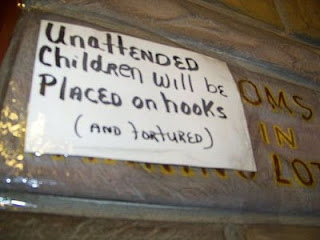 UnaTTENDED
Children Will be
PLacED on hooks
(AND TORTURED)
OMS
IN
LOT